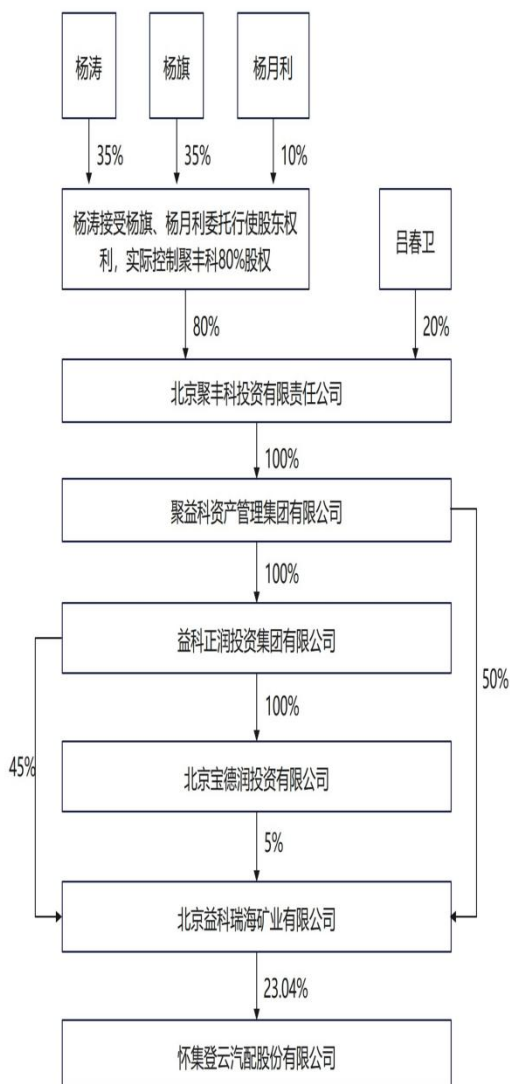 杨涛
杨旗
杨月利
35%
35%
10%
杨涛接受杨旗、杨月利委托行使股东权
利，实际控制聚丰科80%股权
吕春卫
80%
20%
北京聚丰科投资有限责任公司
100%
聚益科资产管理集团有限公司
100%
益科正润投资集团有限公司
50%
100%
45%
北京宝德润投资有限公司
5%
北京益科瑞海矿业有限公司
23.04%
怀集登云汽配股份有限公司